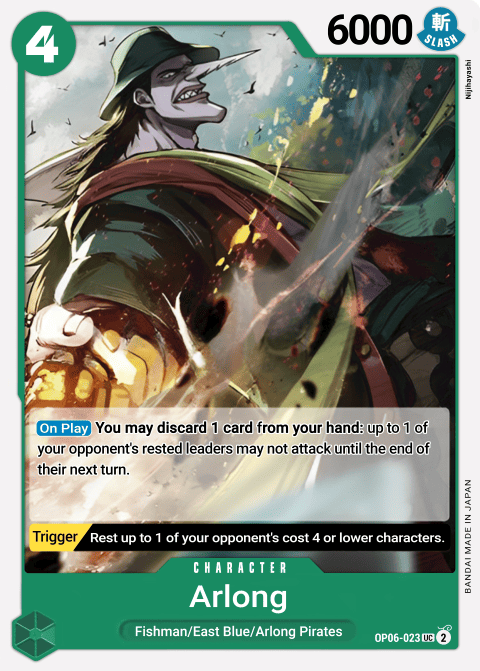 4
6000
斬
SLASH
Nijihayashi
On Play You may discard 1 card from your hand: up to 1 of
your opponent's rested leaders may not attack until the end of
their next turn.
Trigger Rest up to 1 of your opponent's cost 4 or lower characters.
CHARACTER
Arlong
Fishman/East Blue/Arlong Pirates
OP06-023 UC 2
BANDAI MADE IN JAPAN